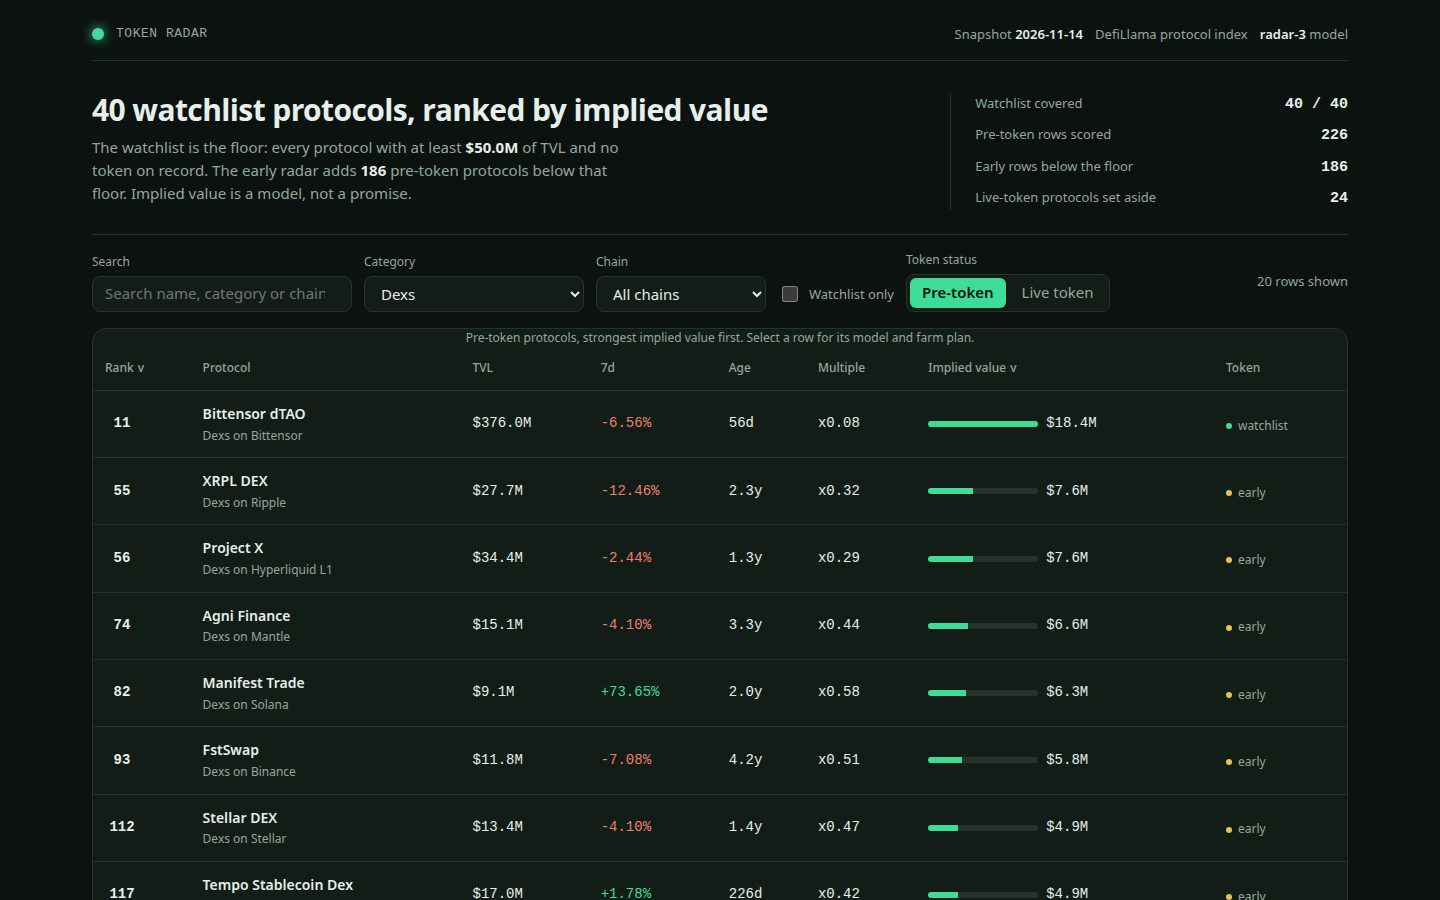 TOKEN RADAR
Snapshot 2026-11-14 DefiLlama protocol index radar-3 model
40 watchlist protocols, ranked by implied value
The watchlist is the floor: every protocol with at least $50.0M of TVL and no
token on record. The early radar adds 186 pre-token protocols below that
floor. Implied value is a model, not a promise.
Watchlist covered 40 / 40
Pre-token rows scored 226
Early rows below the floor 186
Live-token protocols set aside 24
Search
Category
Chain
Token status
Search name, category or chain
Dexs
All chains
Watchlist only
Pre-token
Live token
20 rows shown
Pre-token protocols, strongest implied value first. Select a row for its model and farm plan.
Rank v Protocol TVL 7d Age Multiple Implied value v Token
11 Bittensor dTAO $376.0M -6.56% 56d x0.08 $18.4M watchlist
Dexs on Bittensor
55 XRPL DEX $27.7M -12.46% 2.3y x0.32 $7.6M early
Dexs on Ripple
56 Project X $34.4M -2.44% 1.3y x0.29 $7.6M early
Dexs on Hyperliquid L1
74 Agni Finance $15.1M -4.10% 3.3y x0.44 $6.6M early
Dexs on Mantle
82 Manifest Trade $9.1M +73.65% 2.0y x0.58 $6.3M early
Dexs on Solana
93 FstSwap $11.8M -7.08% 4.2y x0.51 $5.8M early
Dexs on Binance
112 Stellar DEX $13.4M -4.10% 1.4y x0.47 $4.9M early
Dexs on Stellar
117 Tempo Stablecoin Dex $17.0M +1.78% 226d x0.42 $4.9M early